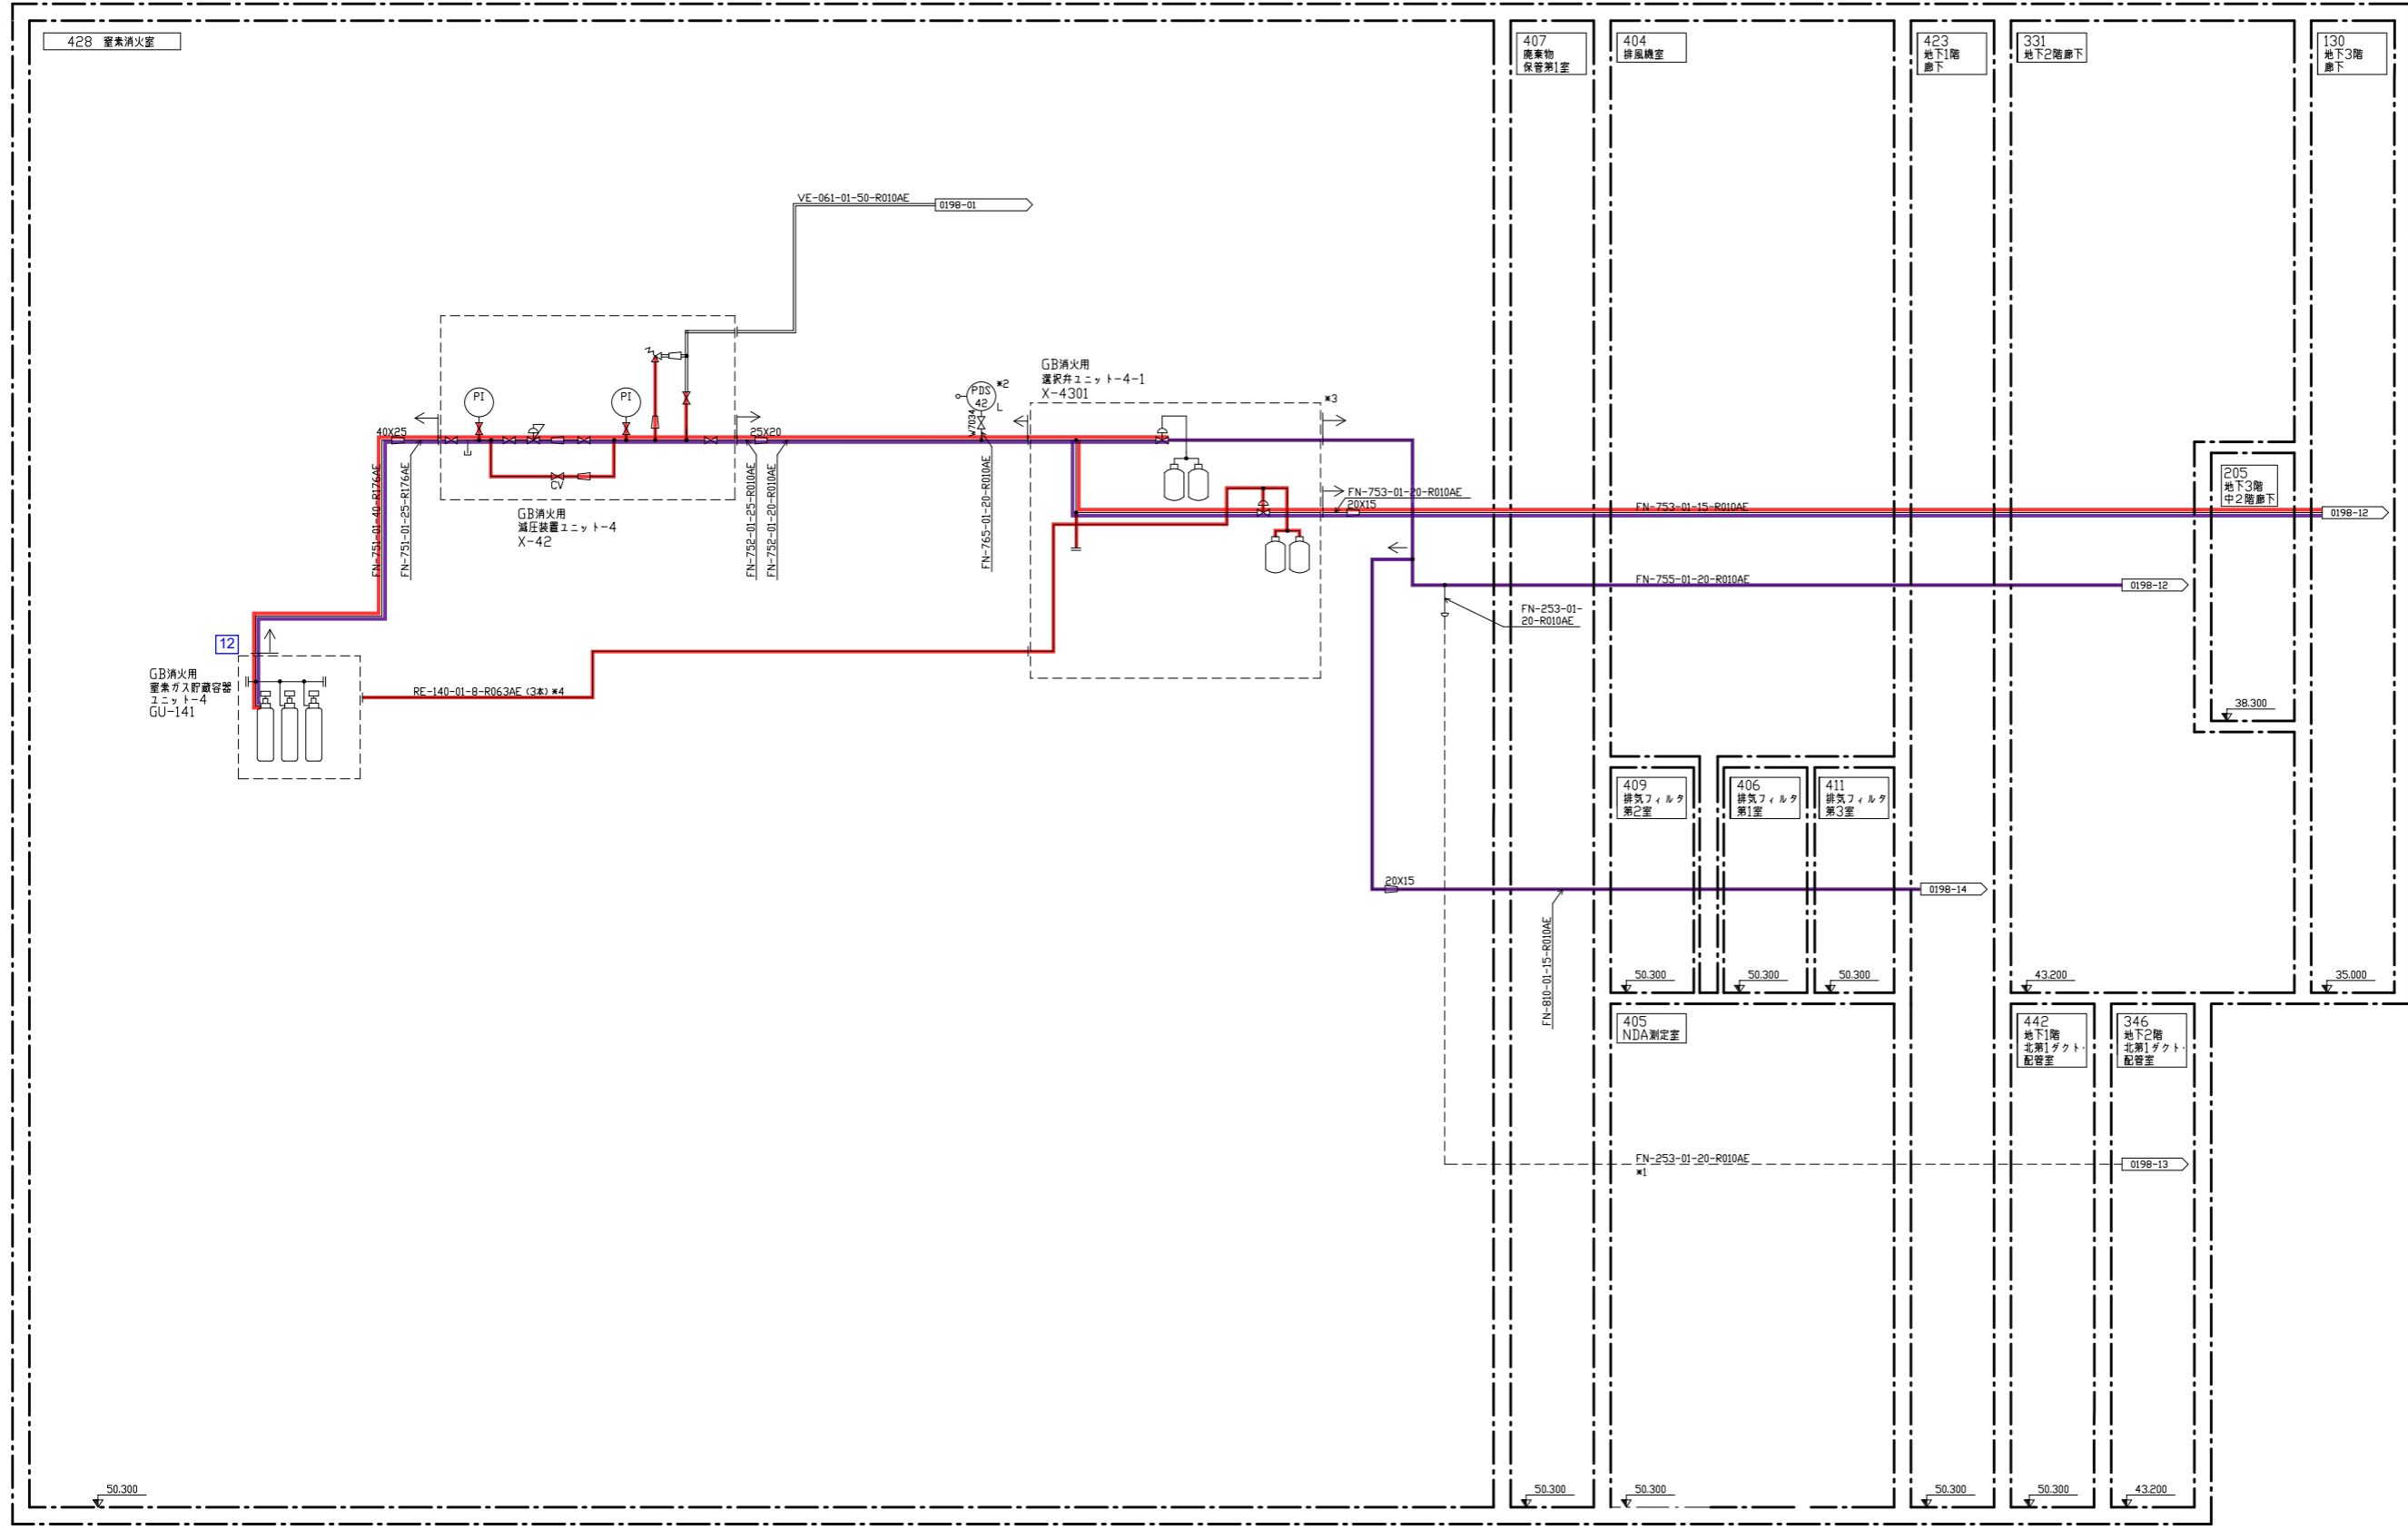 428 窒素消火室
407
廃棄物
保管第1室
404
排風機室
423
地下1階
廊下
331
地下2階廊下
130
地下3階
廊下
VE-061-01-50-R010AE
0198-01
GB消火用
選択弁ユニット-4-1
X-4301
PDS
42
※2
L
V7034
※3
PI
PI
40X25
25X20
CV
FN-751-01-40-R176AE
FN-751-01-25-R176AE
GB消火用
減圧装置ユニット-4
X-42
FN-752-01-25-R010AE
FN-752-01-20-R010AE
FN-765-01-20-R010AE
FN-753-01-20-R010AE
20X15
FN-753-01-15-R010AE
0198-12
205
地下3階
中2階廊下
38.300
FN-755-01-20-R010AE
0198-12
FN-253-01-
20-R010AE
12
GB消火用
窒素ガス貯蔵容器
ユニット-4
GU-141
RE-140-01-8-R063AE (3本) ※4
409
排気フィルタ
第2室
406
排気フィルタ
第1室
411
排気フィルタ
第3室
20X15
0198-14
FN-810-01-15-R010AE
50.300
50.300
50.300
43.200
35.000
405
NDA測定室
442
地下1階
北第1ダクト・
配管室
346
地下2階
北第1ダクト・
配管室
FN-253-01-20-R010AE
※1
0198-13
50.300
50.300
50.300
50.300
50.300
43.200